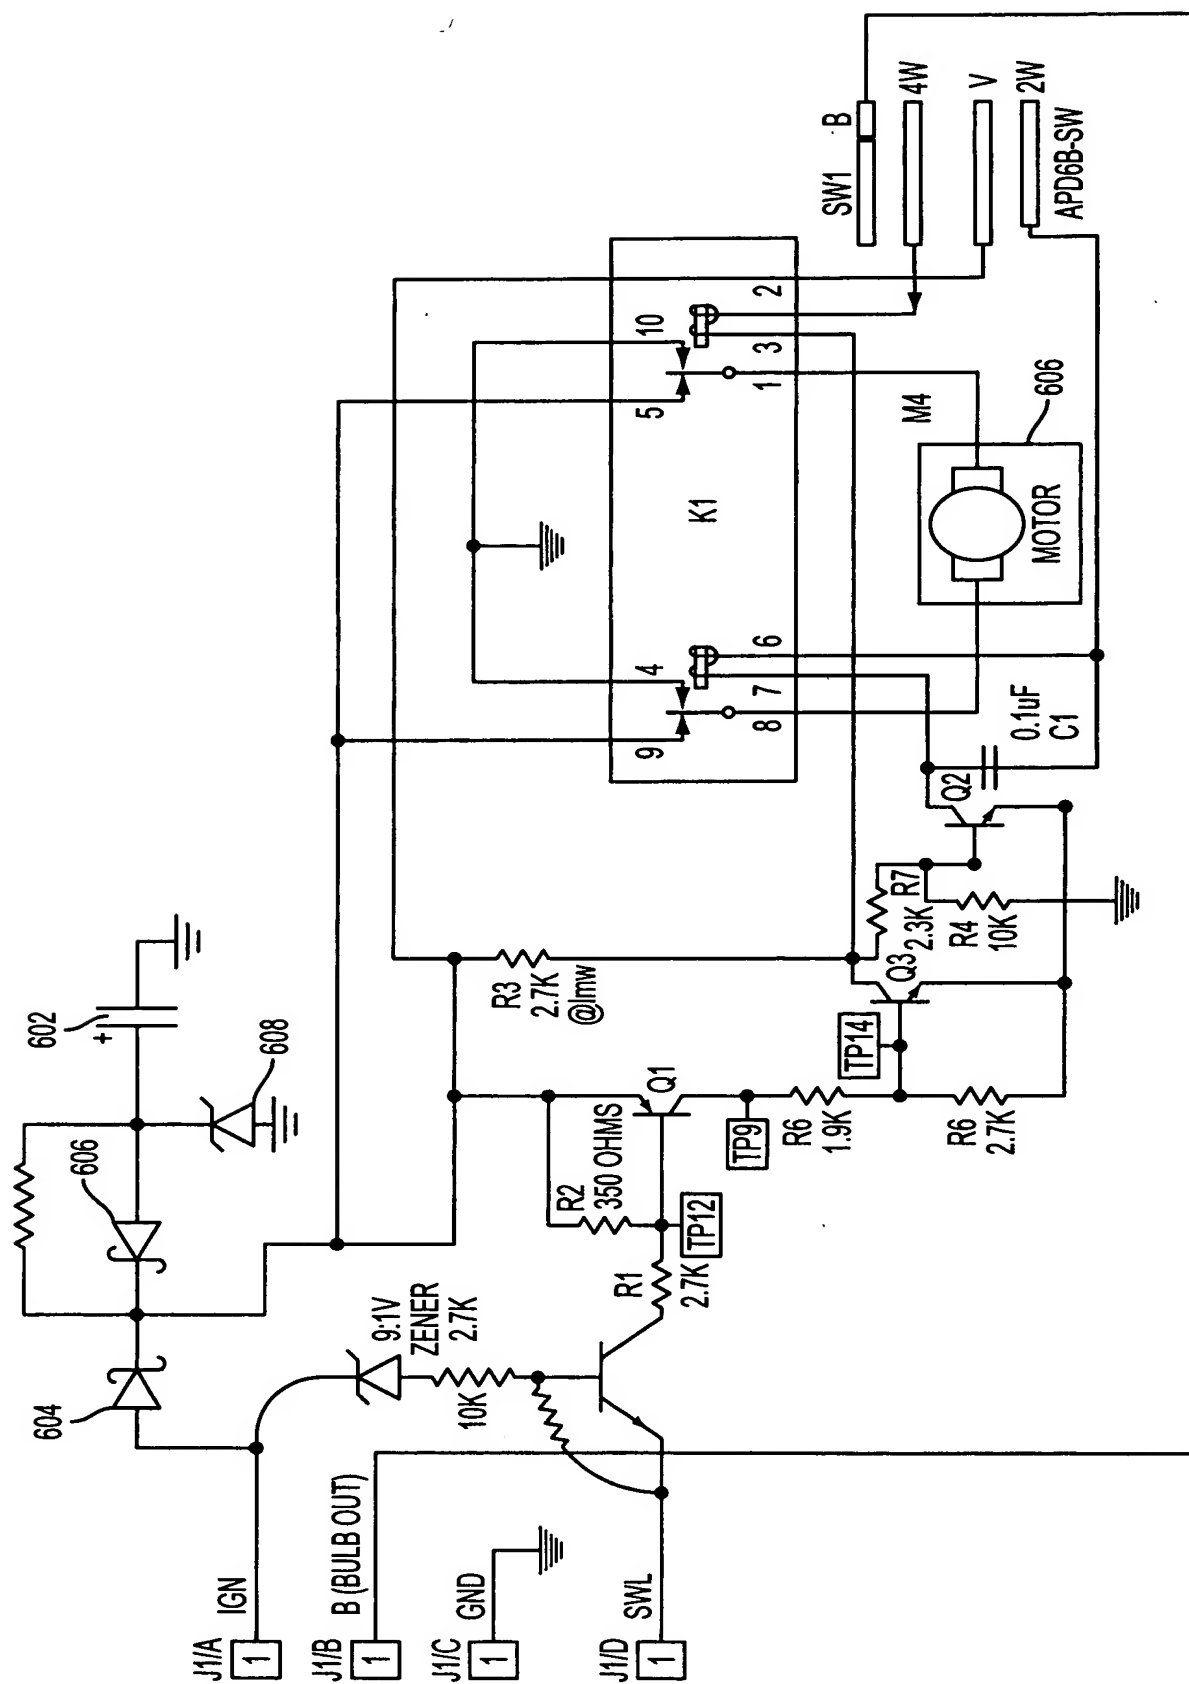 J1/A
1
IGN
J1/B
1
B (BULB OUT)
J1/C
1
GND
J1/D
1
SWL
604
606
602
+
608
9:1V
ZENER
2.7K
10K
R1
2.7K
R2
350 OHMS
TP12
Q1
TP9
R6
1.9K
R6
2.7K
TP14
Q3
R3
2.7K
@lmw
R7
2.3K
R4
10K
Q2
0.1uF
C1
K1
9
4
8
7
6
5
10
1
3
2
M4
MOTOR
606
SW1
B
4W
V
2W
APD6B-SW